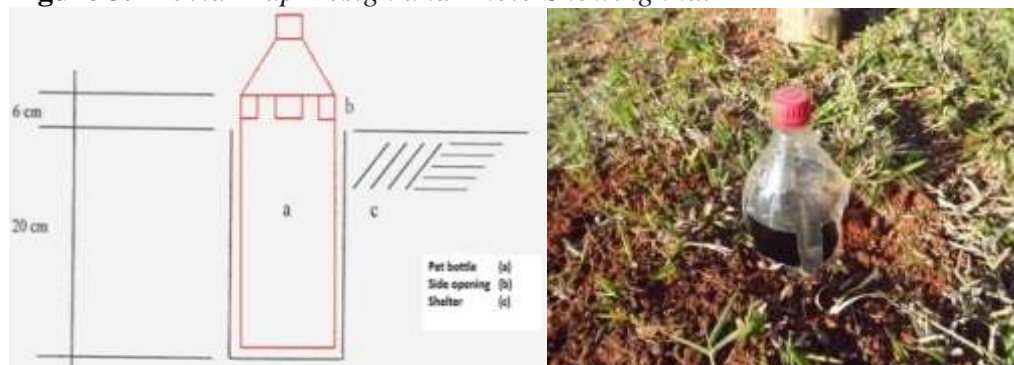 6 cm
b
a
20 cm
c
Pet bottle (a)
Side opening (b)
Shelter (c)